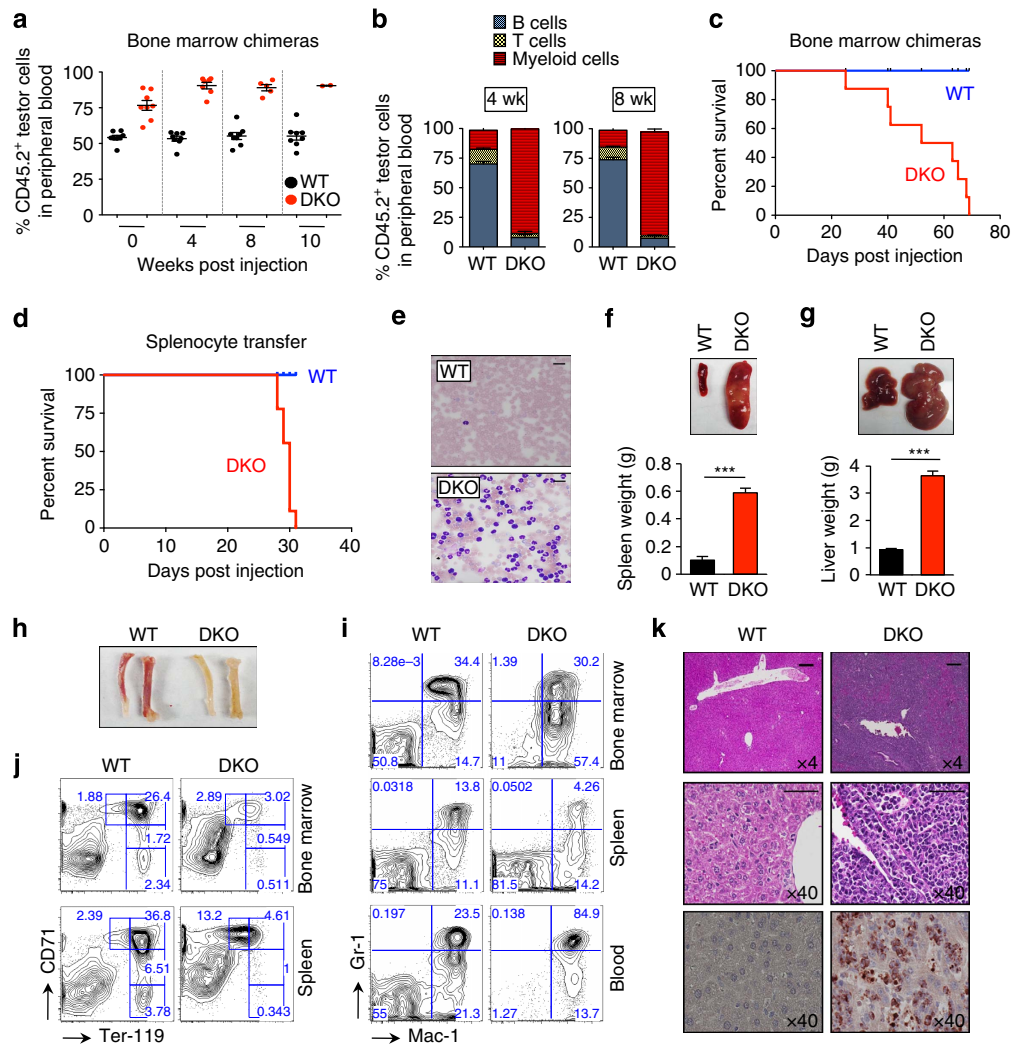 a
Bone marrow chimeras
% CD45.2⁺ testor cells
in peripheral blood
100
75
50
25
0
WT
DKO
0 4 8 10
Weeks post injection
b
B cells
T cells
Myeloid cells
4 wk
8 wk
% CD45.2⁺ testor cells
in peripheral blood
100
75
50
25
0
WT DKO
100
75
50
25
0
WT DKO
c
Bone marrow chimeras
Percent survival
100
80
60
40
20
0
WT
DKO
0 20 40 60 80
Days post injection
d
Splenocyte transfer
Percent survival
100
75
50
25
0
WT
DKO
0 10 20 30 40
Days post injection
e
WT
DKO
f
WT DKO
Spleen weight (g)
0.8
0.6
0.4
0.2
0
***
WT DKO
g
WT DKO
Liver weight (g)
4
3
2
1
0
***
WT DKO
h
WT DKO
i
WT DKO
8.28e–3 34.4 1.39 30.2
50.8 14.7 11 57.4
Bone marrow
0.0318 13.8 0.0502 4.26
75 11.1 81.5 14.2
Spleen
0.197 23.5 0.138 84.9
55 21.3 1.27 13.7
Blood
Gr-1
Mac-1
j
WT DKO
1.88 26.4 2.89 3.02
1.72 0.549
2.34 0.511
Bone marrow
2.39 36.8 13.2 4.61
6.51 1
3.78 0.343
Spleen
CD71
Ter-119
k
WT DKO
×4 ×4
×40 ×40
×40 ×40